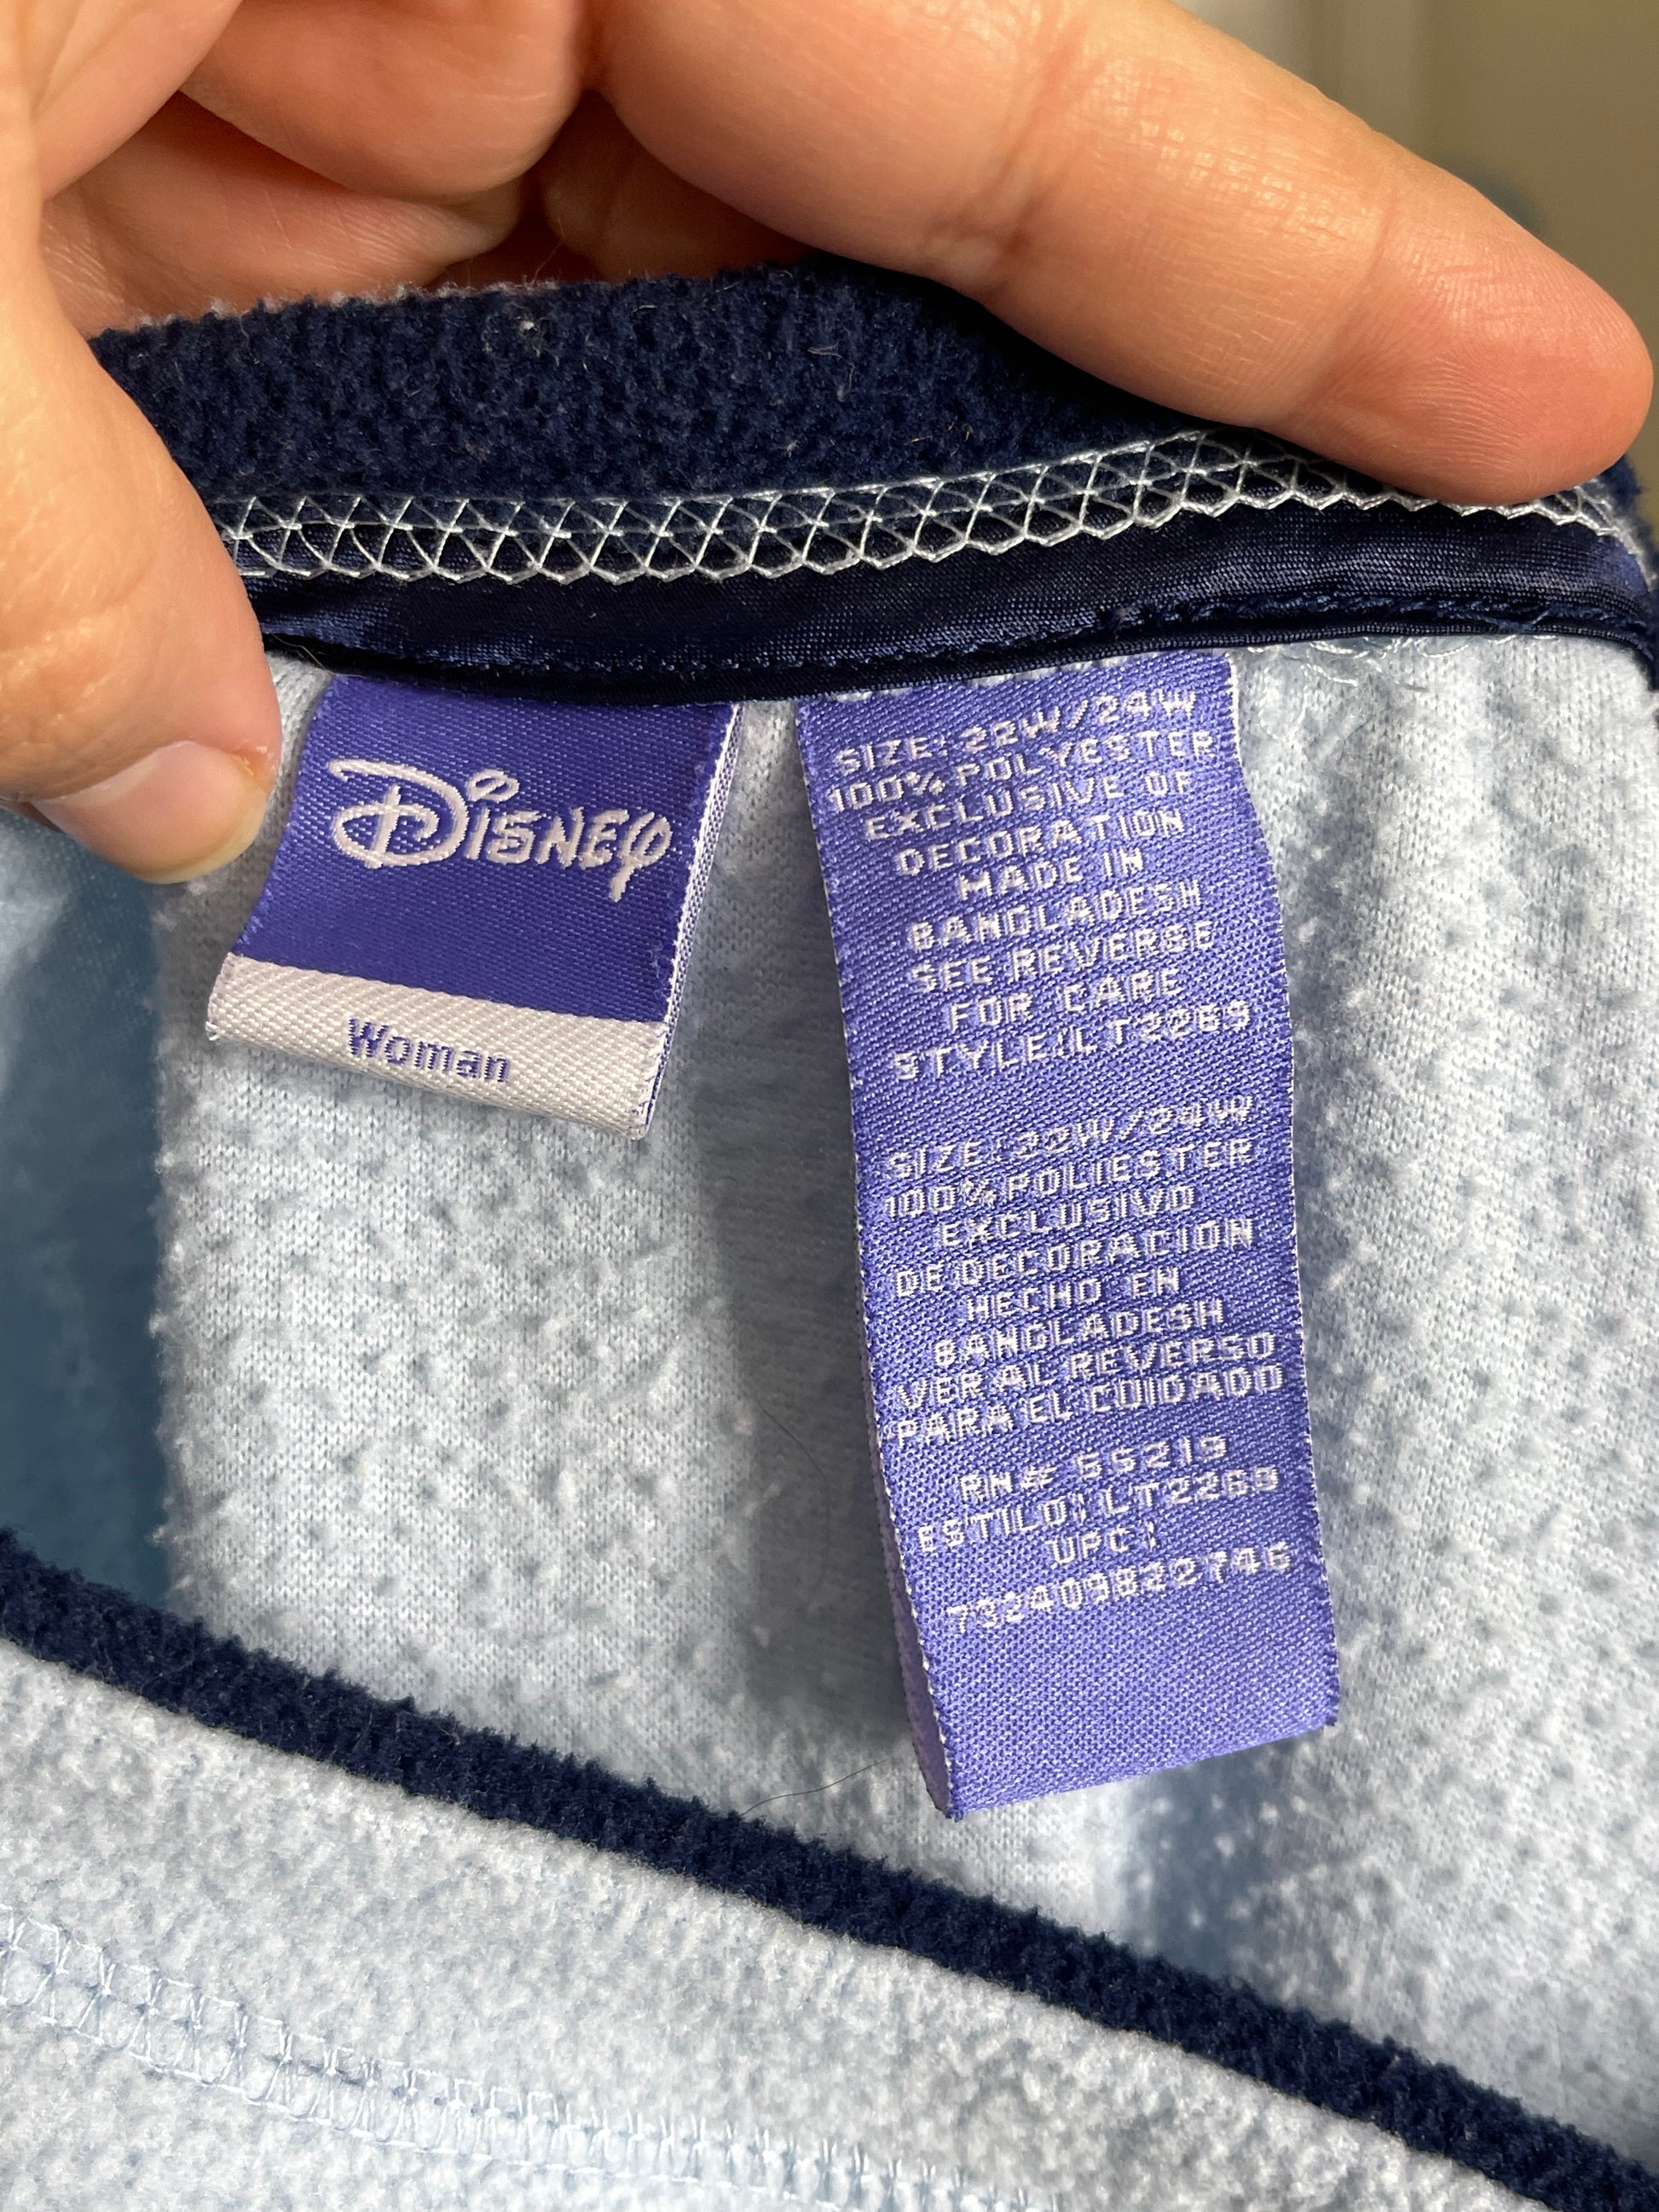 Disney
Woman
SIZE: 22W/24W
100% POLYESTER
EXCLUSIVE OF
DECORATION
MADE IN
BANGLADESH
SEE REVERSE
FOR CARE
STYLE: LT2269
SIZE: 22W/24W
100% POLIESTER
EXCLUSIVO
DE DECORACION
HECHO EN
BANGLADESH
VER AL REVERSO
PARA EL CUIDADO
RN# 55219
ESTILO: LT2269
UPC:
732409822746